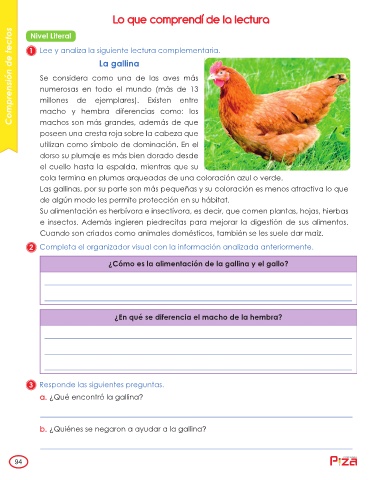 Lo que comprendí de la lectura
Comprensión de textos
Nivel Literal
1 Lee y analiza la siguiente lectura complementaria.
La gallina
Se considera como una de las aves más
numerosas en todo el mundo (más de 13
millones de ejemplares). Existen entre
macho y hembra diferencias como: los
machos son más grandes, además de que
poseen una cresta roja sobre la cabeza que
utilizan como símbolo de dominación. En el
dorso su plumaje es más bien dorado desde
el cuello hasta la espalda, mientras que su
cola termina en plumas arqueadas de una coloración azul o verde.
Las gallinas, por su parte son más pequeñas y su coloración es menos atractiva lo que
de algún modo les permite protección en su hábitat.
Su alimentación es herbívora e insectívora, es decir, que comen plantas, hojas, hierbas
e insectos. Además ingieren piedrecitas para mejorar la digestión de sus alimentos.
Cuando son criados como animales domésticos, también se les suele dar maíz.
2 Completa el organizador visual con la información analizada anteriormente.
¿Cómo es la alimentación de la gallina y el gallo?
¿En qué se diferencia el macho de la hembra?
3 Responde las siguientes preguntas.
a. ¿Qué encontró la gallina?
b. ¿Quiénes se negaron a ayudar a la gallina?
94